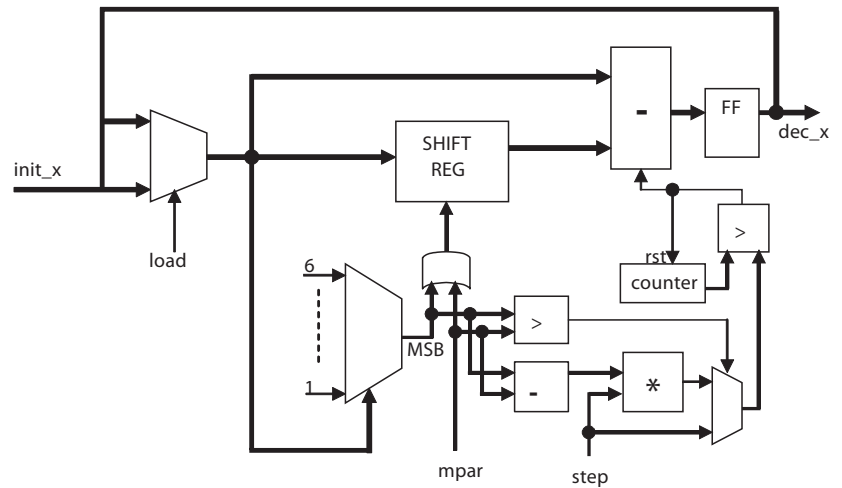 init_x
load
SHIFT
REG
-
FF
dec_x
>
rst
counter
6
1
MSB
>
-
*
mpar
step